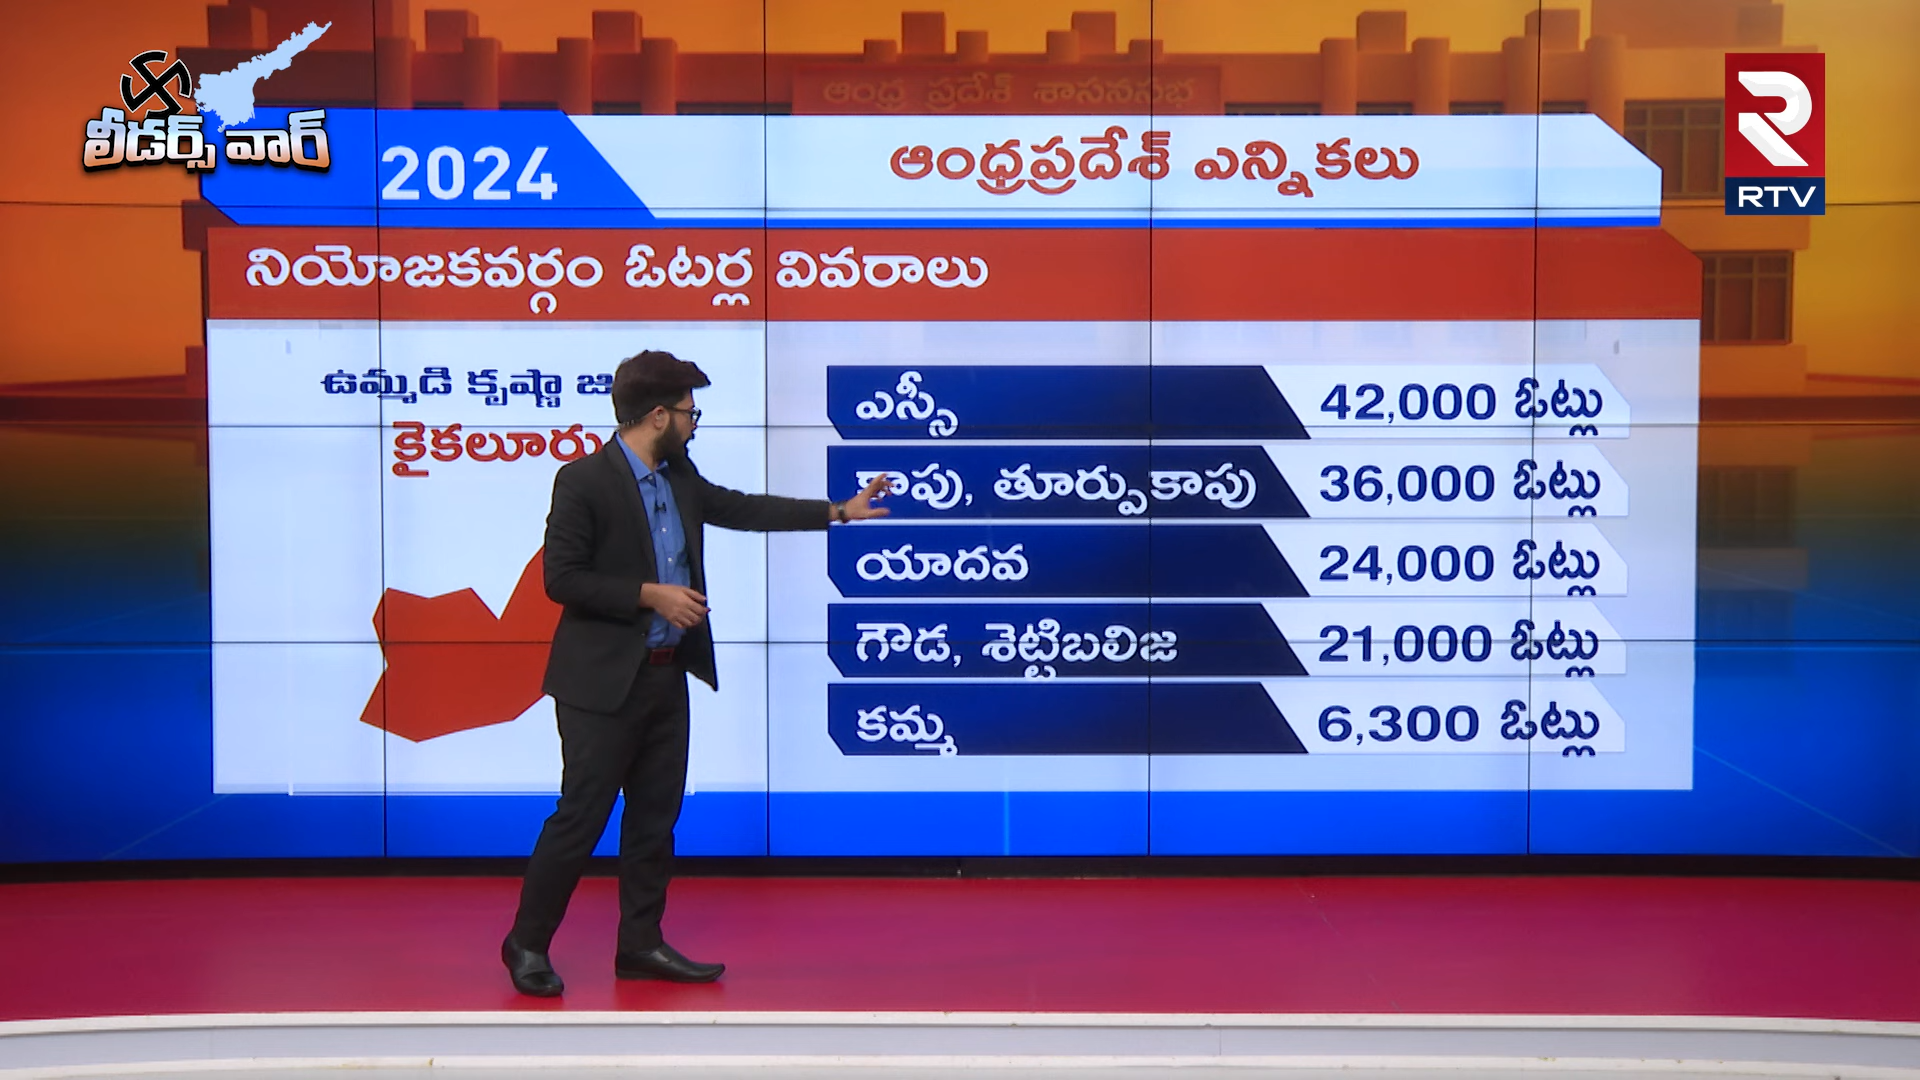 ఆంధ్ర ప్రదేశ్ శాసనసభ
లీడర్స్ వార్
2024
ఆంధ్రప్రదేశ్ ఎన్నికలు
RTV
నియోజకవర్గం ఓటర్ల వివరాలు
ఉమ్మడి కృష్ణా
కైకలూరు
ఎస్సీ 42,000 ఓట్లు
కాపు, తూర్పుకాపు 36,000 ఓట్లు
యాదవ 24,000 ఓట్లు
గౌడ, శెట్టిబలిజ 21,000 ఓట్లు
కమ్మ 6,300 ఓట్లు